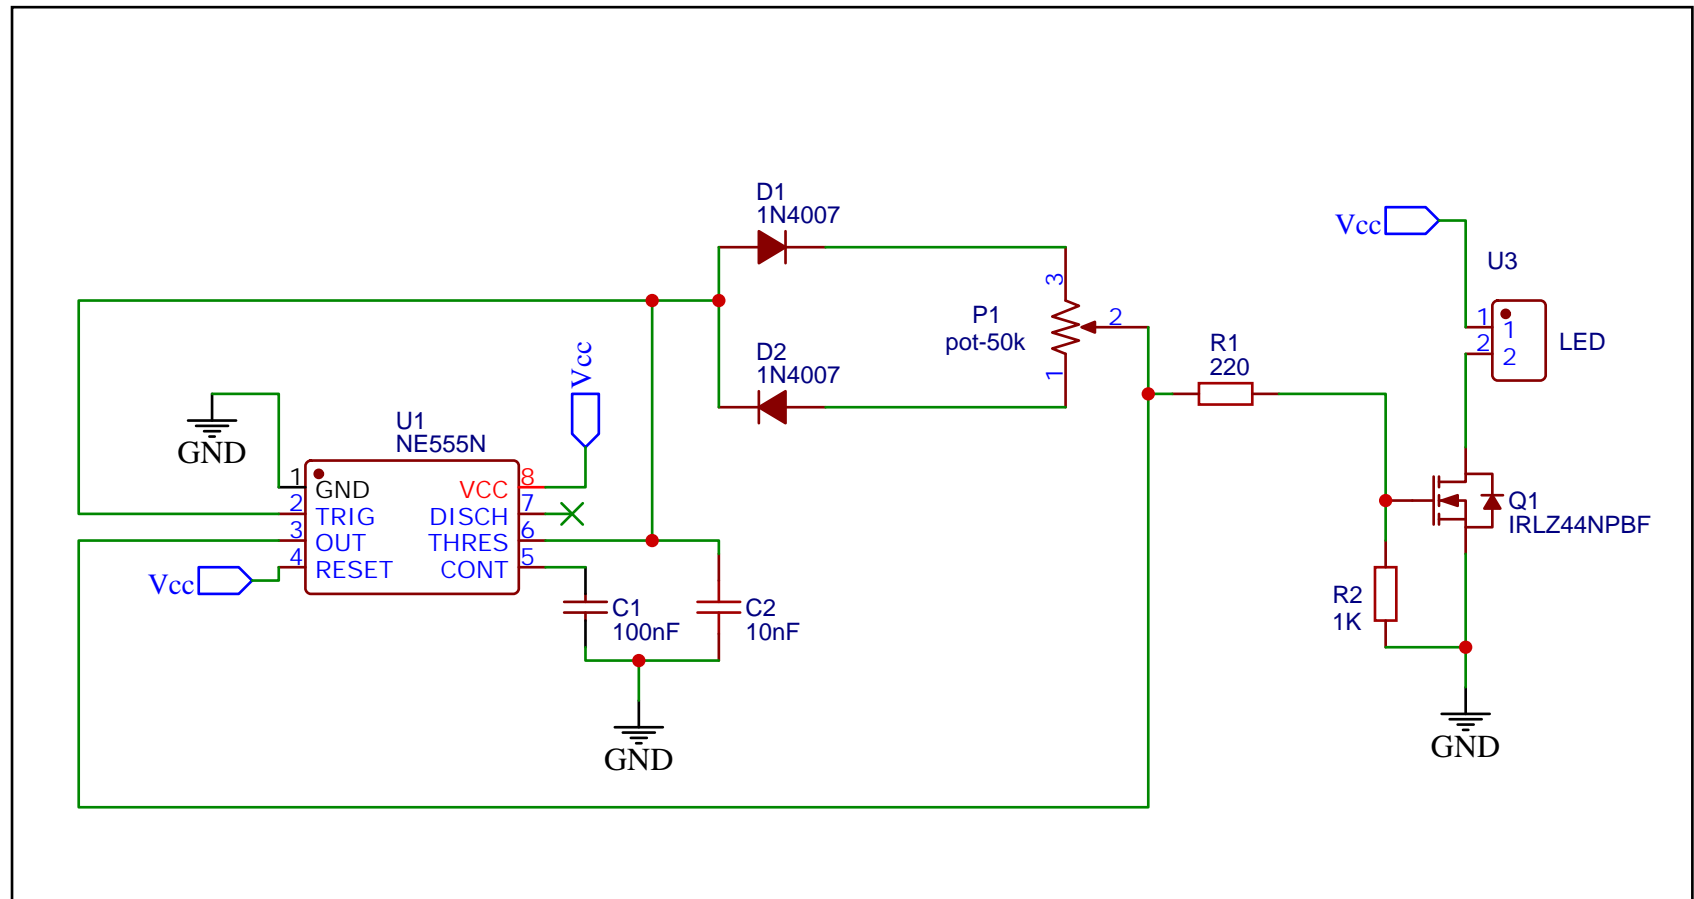 D1
1N4007
Vcc
U3
3
P1
pot-50k
2
1
1
2
1
2
LED
R1
220
D2
1N4007
Vcc
1
GND
U1
NE555N
1
2
3
4
GND
TRIG
OUT
RESET
VCC
DISCH
THRES
CONT
8
7
6
5
Vcc
C1
100nF
C2
10nF
GND
Q1
IRLZ44NPBF
R2
1K
GND